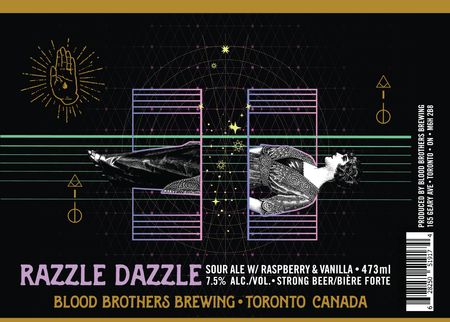 RAZZLE DAZZLE
SOUR ALE W/ RASPBERRY & VANILLA • 473ml
7.5% ALC./VOL. • STRONG BEER/BIÈRE FORTE
BLOOD BROTHERS BREWING • TORONTO CANADA
PRODUCED BY BLOOD BROTHERS BREWING
165 GEARY AVE • TORONTO • ON • M6H 2B8